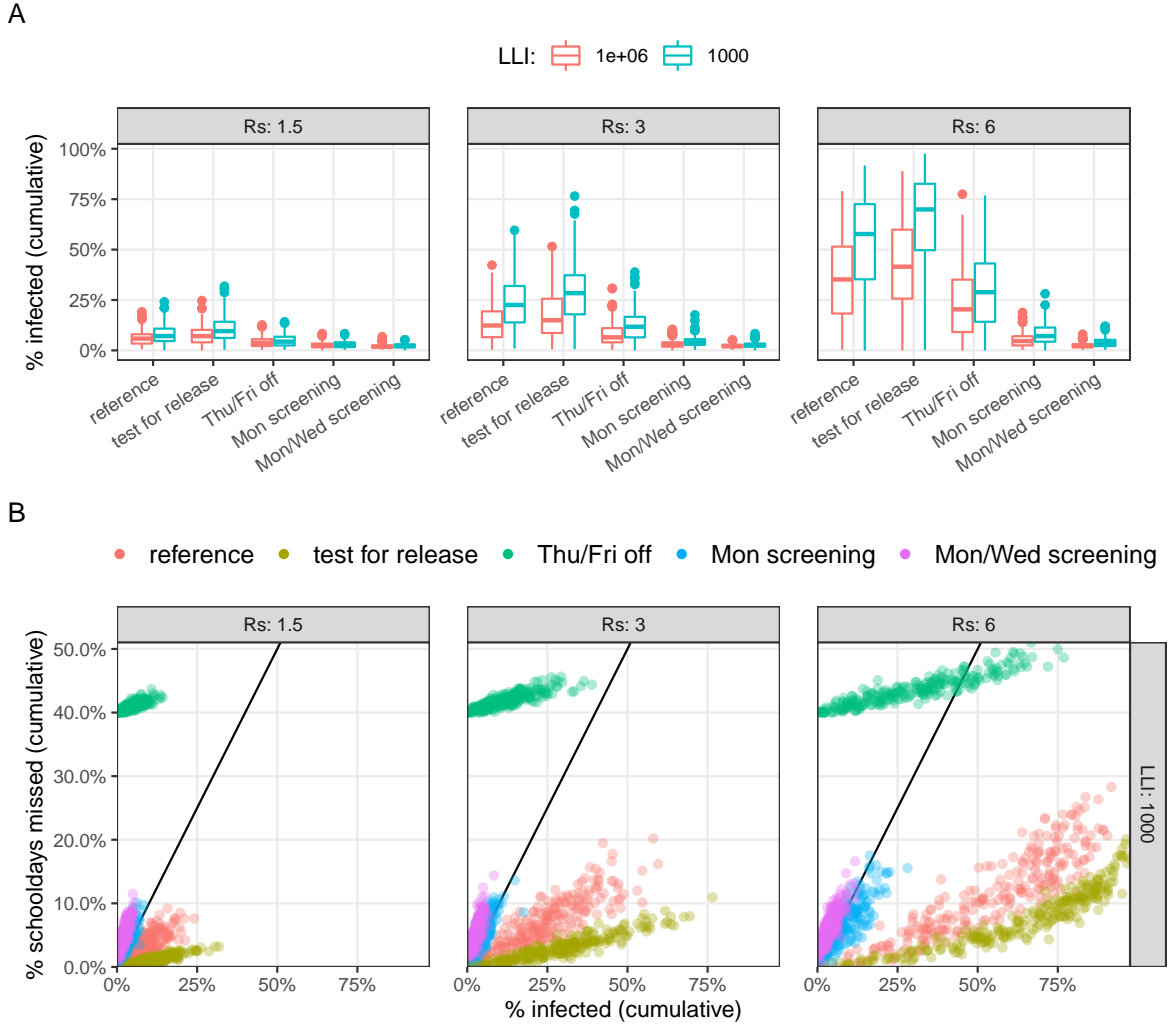 A
LLI: 1e+06 1000
Rs: 1.5 Rs: 3 Rs: 6
% infected (cumulative)
100%
75%
50%
25%
0%
reference test for release Thu/Fri off Mon screening Mon/Wed screening
reference test for release Thu/Fri off Mon screening Mon/Wed screening
reference test for release Thu/Fri off Mon screening Mon/Wed screening
B
reference test for release Thu/Fri off Mon screening Mon/Wed screening
Rs: 1.5 Rs: 3 Rs: 6
% schooldays missed (cumulative)
50.0%
40.0%
30.0%
20.0%
10.0%
0.0%
LLI: 1000
0% 25% 50% 75% 0% 25% 50% 75% 0% 25% 50% 75%
% infected (cumulative)